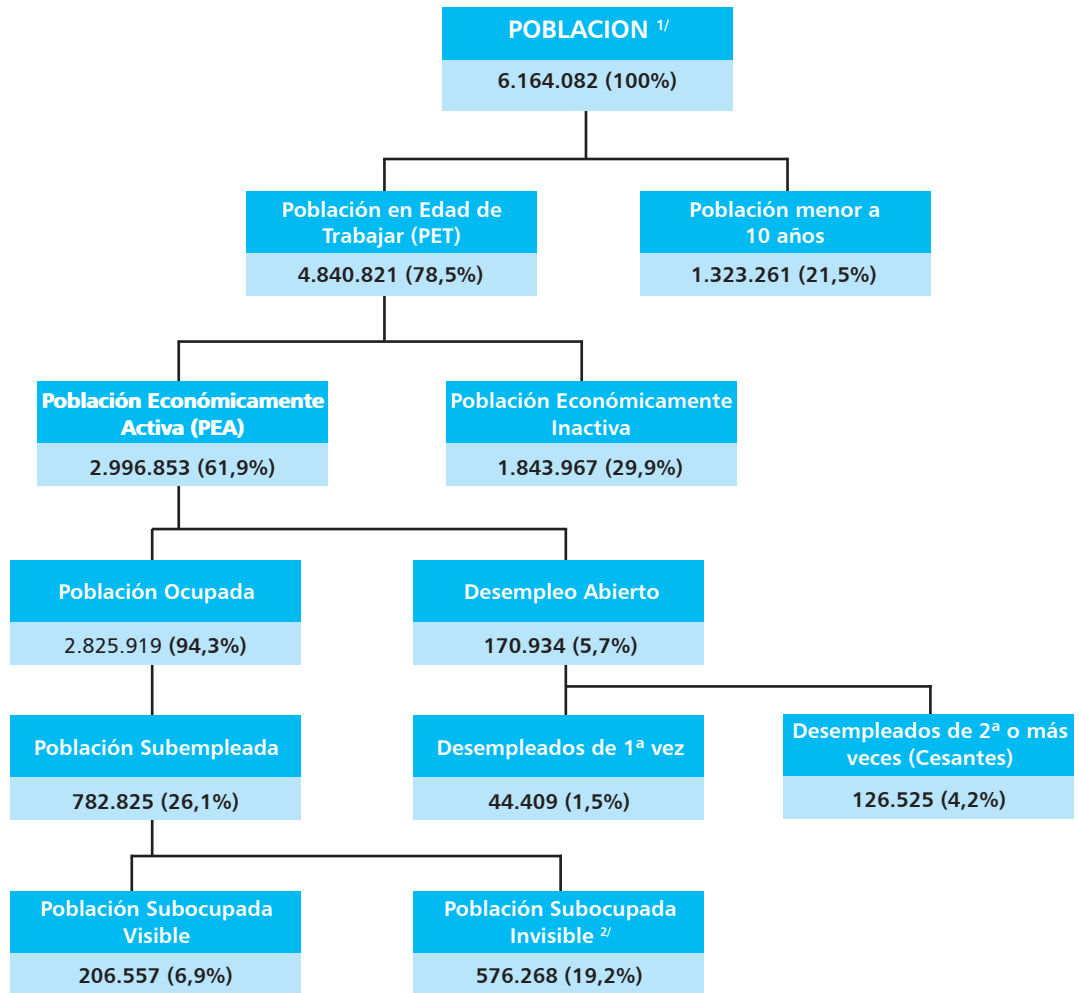 POBLACION 1/
6.164.082 (100%)
Población en Edad de
Trabajar (PET)
4.840.821 (78,5%)
Población menor a
10 años
1.323.261 (21,5%)
Población Económicamente
Activa (PEA)
2.996.853 (61,9%)
Población Económicamente
Inactiva
1.843.967 (29,9%)
Población Ocupada
2.825.919 (94,3%)
Desempleo Abierto
170.934 (5,7%)
Población Subempleada
782.825 (26,1%)
Desempleados de 1ª vez
44.409 (1,5%)
Desempleados de 2ª o más
veces (Cesantes)
126.525 (4,2%)
Población Subocupada
Visible
206.557 (6,9%)
Población Subocupada
Invisible 2/
576.268 (19,2%)